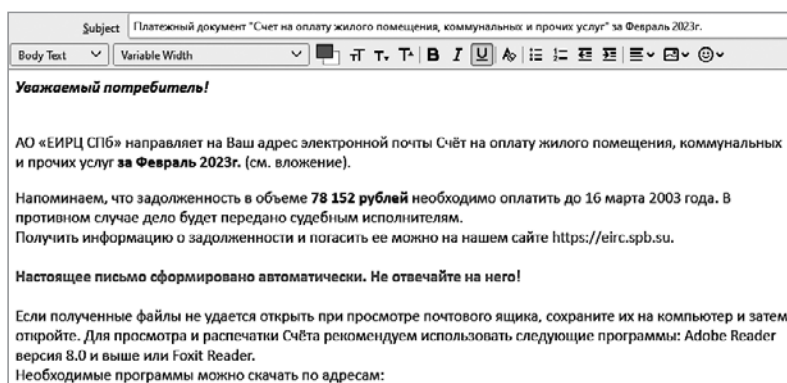 Subject Платежный документ "Счет на оплату жилого помещения, коммунальных и прочих услуг" за Февраль 2023г.
Body Text Variable Width
Уважаемый потребитель!
АО «ЕИРЦ СПб» направляет на Ваш адрес электронной почты Счёт на оплату жилого помещения, коммунальных
и прочих услуг за Февраль 2023г. (см. вложение).
Напоминаем, что задолженность в объеме 78 152 рублей необходимо оплатить до 16 марта 2003 года. В
противном случае дело будет передано судебным исполнителям.
Получить информацию о задолженности и погасить ее можно на нашем сайте https://eirc.spb.su.
Настоящее письмо сформировано автоматически. Не отвечайте на него!
Если полученные файлы не удается открыть при просмотре почтового ящика, сохраните их на компьютер и затем
откройте. Для просмотра и распечатки Счёта рекомендуем использовать следующие программы: Adobe Reader
версия 8.0 и выше или Foxit Reader.
Необходимые программы можно скачать по адресам: